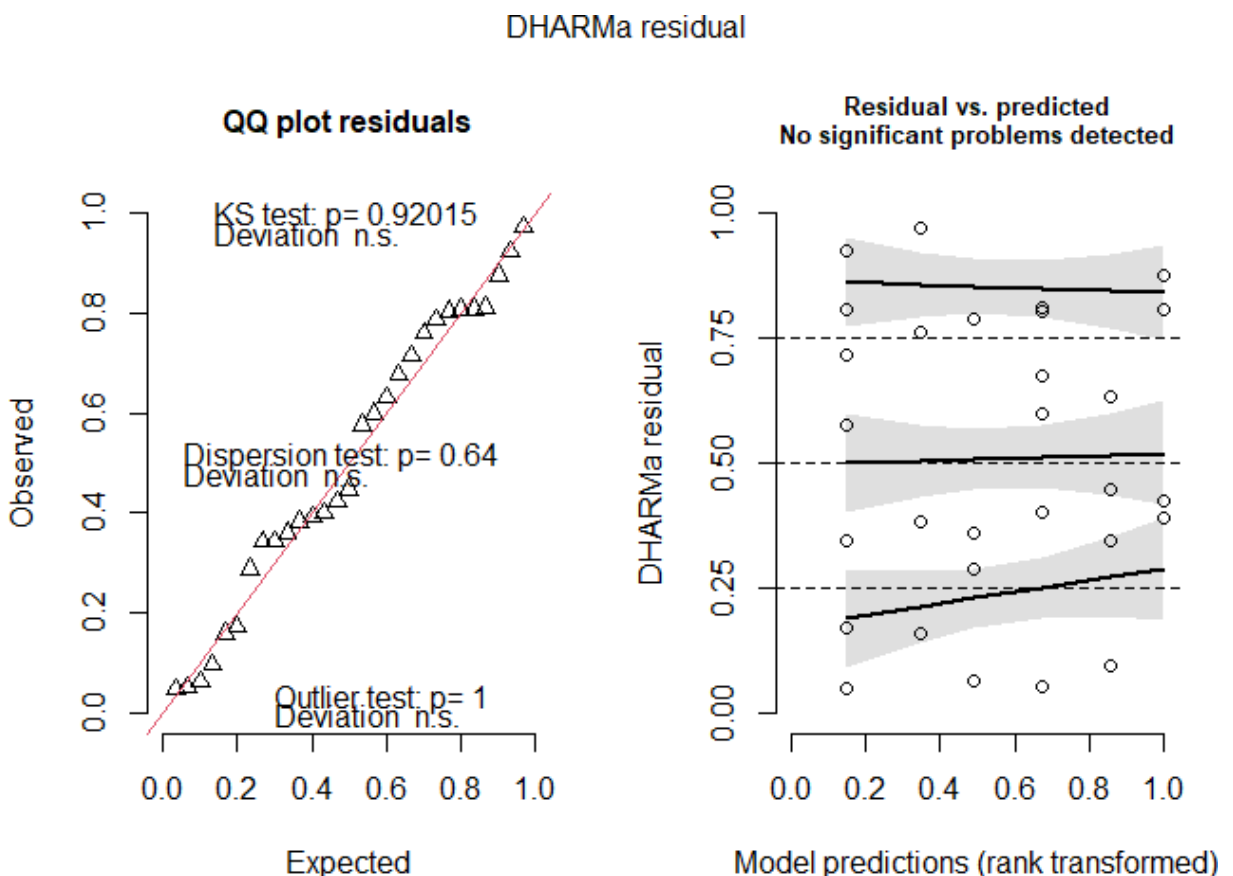 DHARMa residual
QQ plot residuals
KS test: p= 0.92015
Deviation n.s.
Dispersion test: p= 0.64
Deviation n.s.
Outlier test: p= 1
Deviation n.s.
Observed
0.0 0.2 0.4 0.6 0.8 1.0
0.0 0.2 0.4 0.6 0.8 1.0
Expected
Residual vs. predicted
No significant problems detected
DHARMa residual
0.00 0.25 0.50 0.75 1.00
0.0 0.2 0.4 0.6 0.8 1.0
Model predictions (rank transformed)